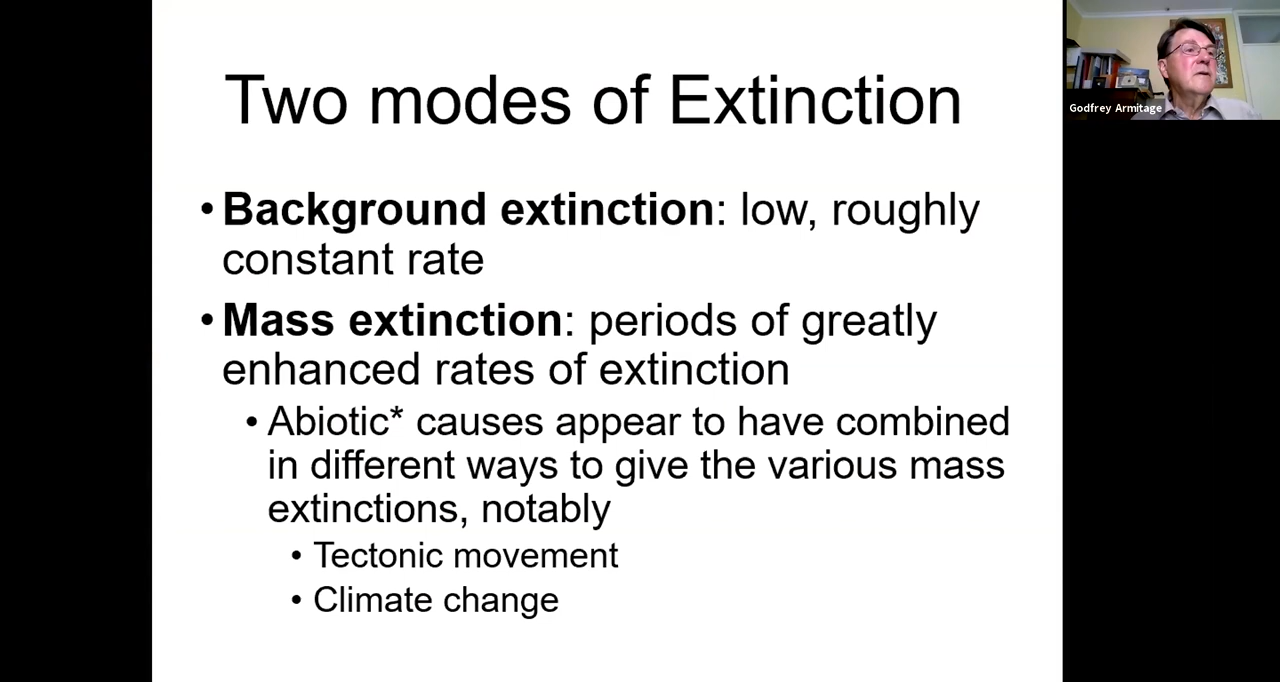 Two modes of Extinction
• Background extinction: low, roughly
constant rate
• Mass extinction: periods of greatly
enhanced rates of extinction
• Abiotic* causes appear to have combined
in different ways to give the various mass
extinctions, notably
• Tectonic movement
• Climate change
Godfrey Armitage